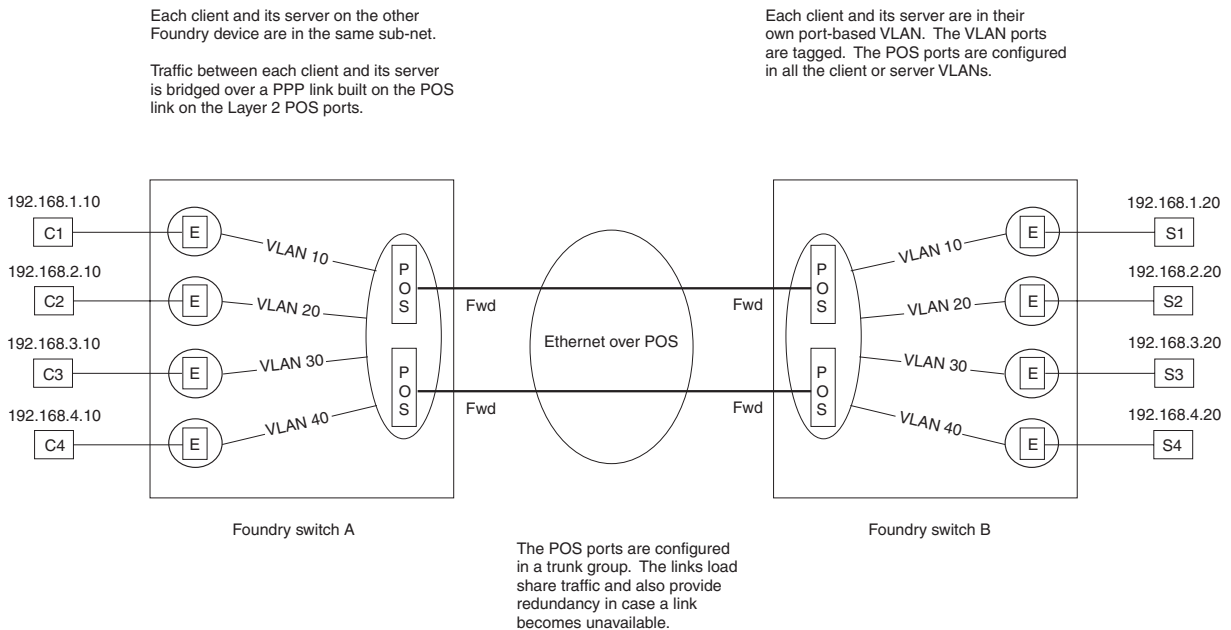 Each client and its server on the other
Foundry device are in the same sub-net.
Traffic between each client and its server
is bridged over a PPP link built on the POS
link on the Layer 2 POS ports.
Each client and its server are in their
own port-based VLAN. The VLAN ports
are tagged. The POS ports are configured
in all the client or server VLANs.
192.168.1.10
C1
E
VLAN 10
192.168.2.10
C2
E
VLAN 20
192.168.3.10
C3
E
VLAN 30
192.168.4.10
C4
E
VLAN 40
POS
POS
Fwd
Fwd
Ethernet over POS
Fwd
Fwd
POS
POS
VLAN 10
E
192.168.1.20
S1
VLAN 20
E
192.168.2.20
S2
VLAN 30
E
192.168.3.20
S3
VLAN 40
E
192.168.4.20
S4
Foundry switch A
Foundry switch B
The POS ports are configured
in a trunk group. The links load
share traffic and also provide
redundancy in case a link
becomes unavailable.